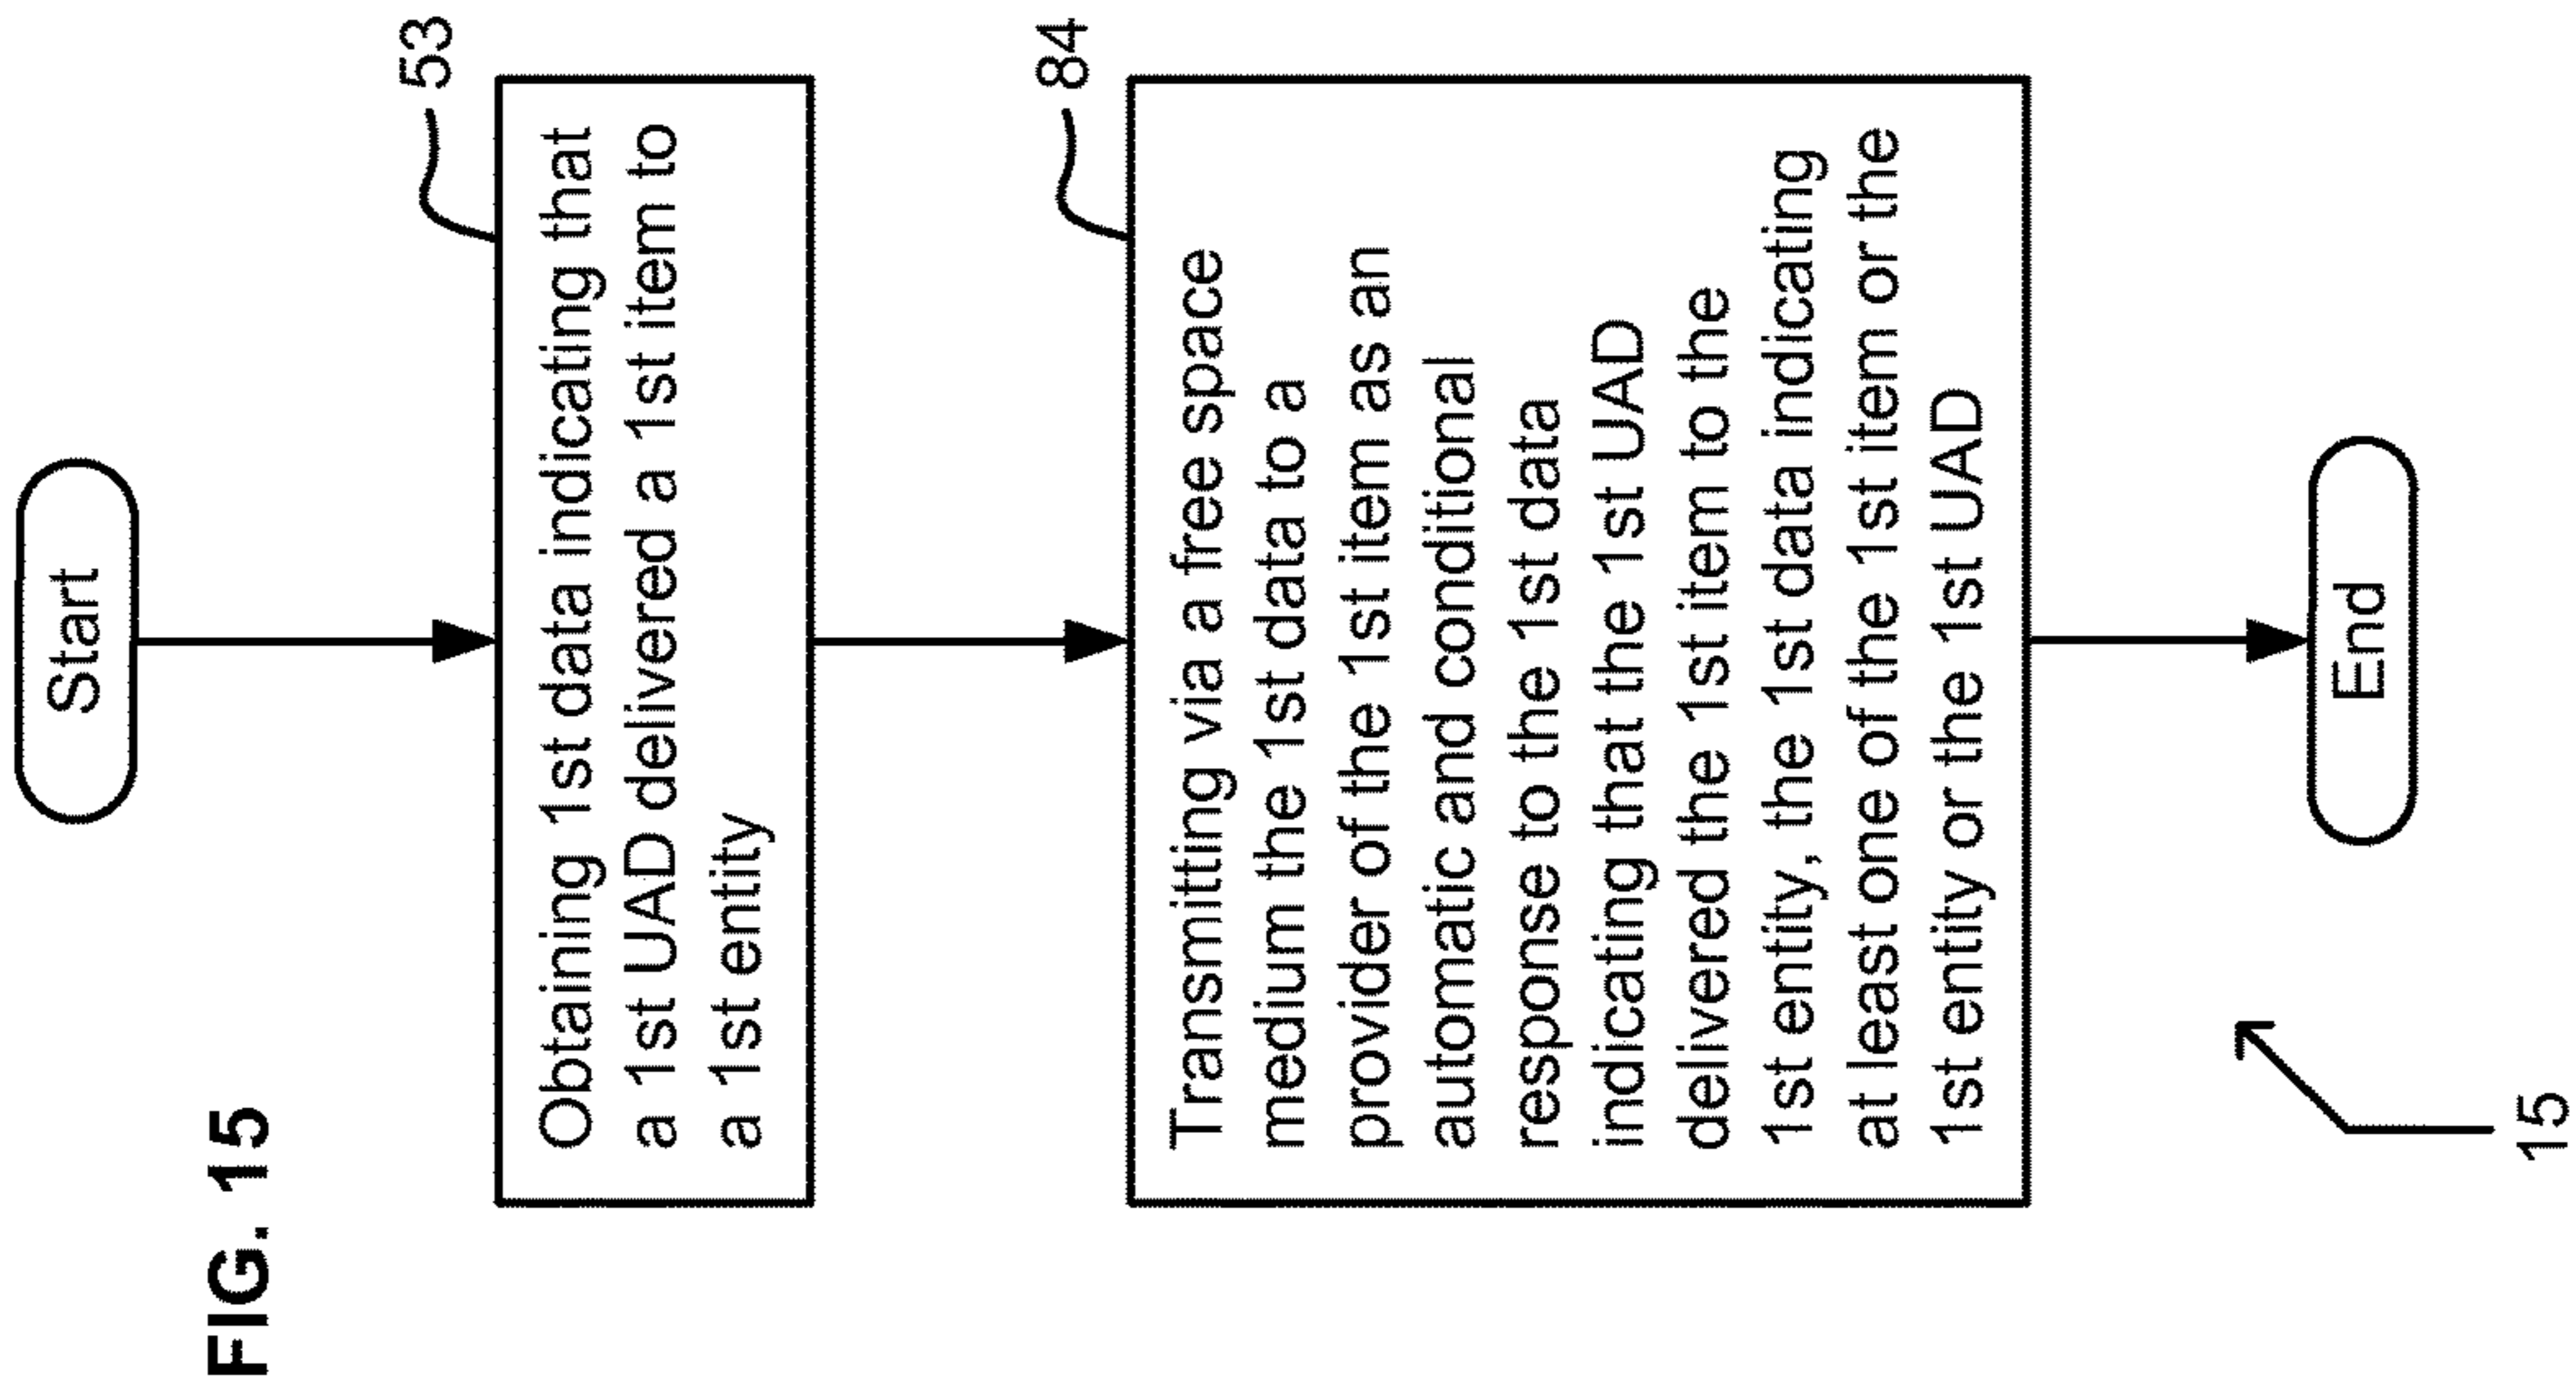 FIG. 15
Start
53
Obtaining 1st data indicating that
a 1st UAD delivered a 1st item to
a 1st entity
84
Transmitting via a free space
medium the 1st data to a
provider of the 1st item as an
automatic and conditional
response to the 1st data
indicating that the 1st UAD
delivered the 1st item to the
1st entity, the 1st data indicating
at least one of the 1st item or the
1st entity or the 1st UAD
End
15